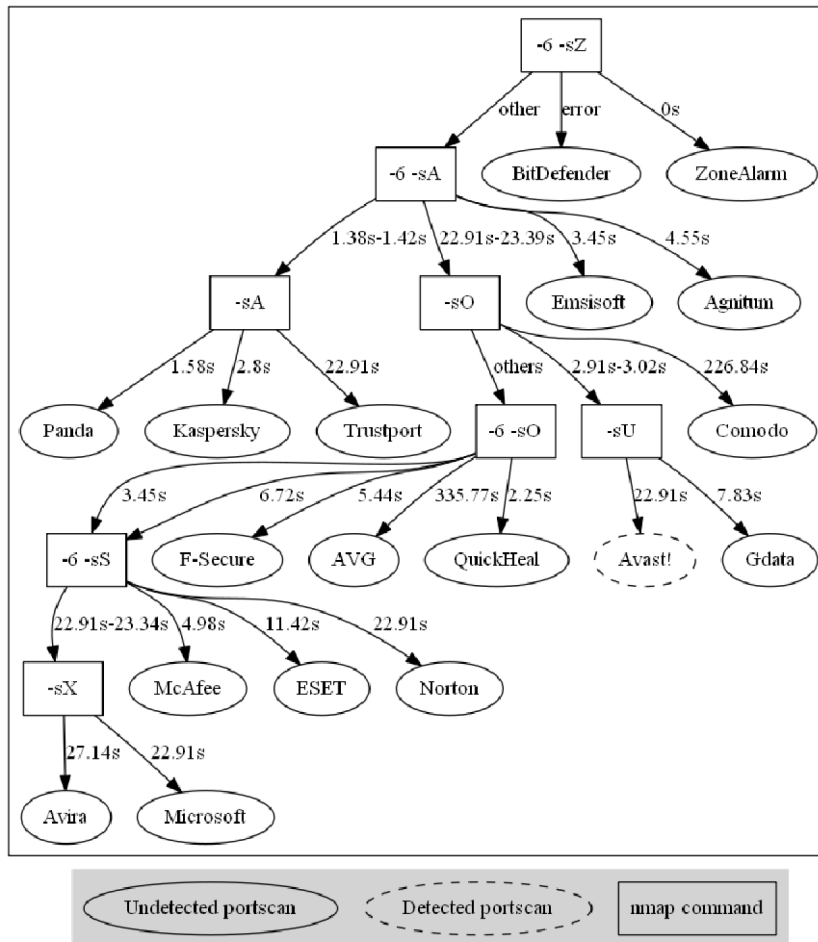 -6 -sZ
other
error
0s
-6 -sA
BitDefender
ZoneAlarm
1.38s-1.42s
22.91s-23.39s
3.45s
4.55s
-sA
-sO
Emsisoft
Agnitum
1.58s
2.8s
22.91s
others
2.91s-3.02s
226.84s
Panda
Kaspersky
Trustport
-6 -sO
-sU
Comodo
3.45s
6.72s
5.44s
335.77s
2.25s
22.91s
7.83s
-6 -sS
F-Secure
AVG
QuickHeal
Avast!
Gdata
22.91s-23.34s
4.98s
11.42s
22.91s
-sX
McAfee
ESET
Norton
27.14s
22.91s
Avira
Microsoft
Undetected portscan
Detected portscan
nmap command